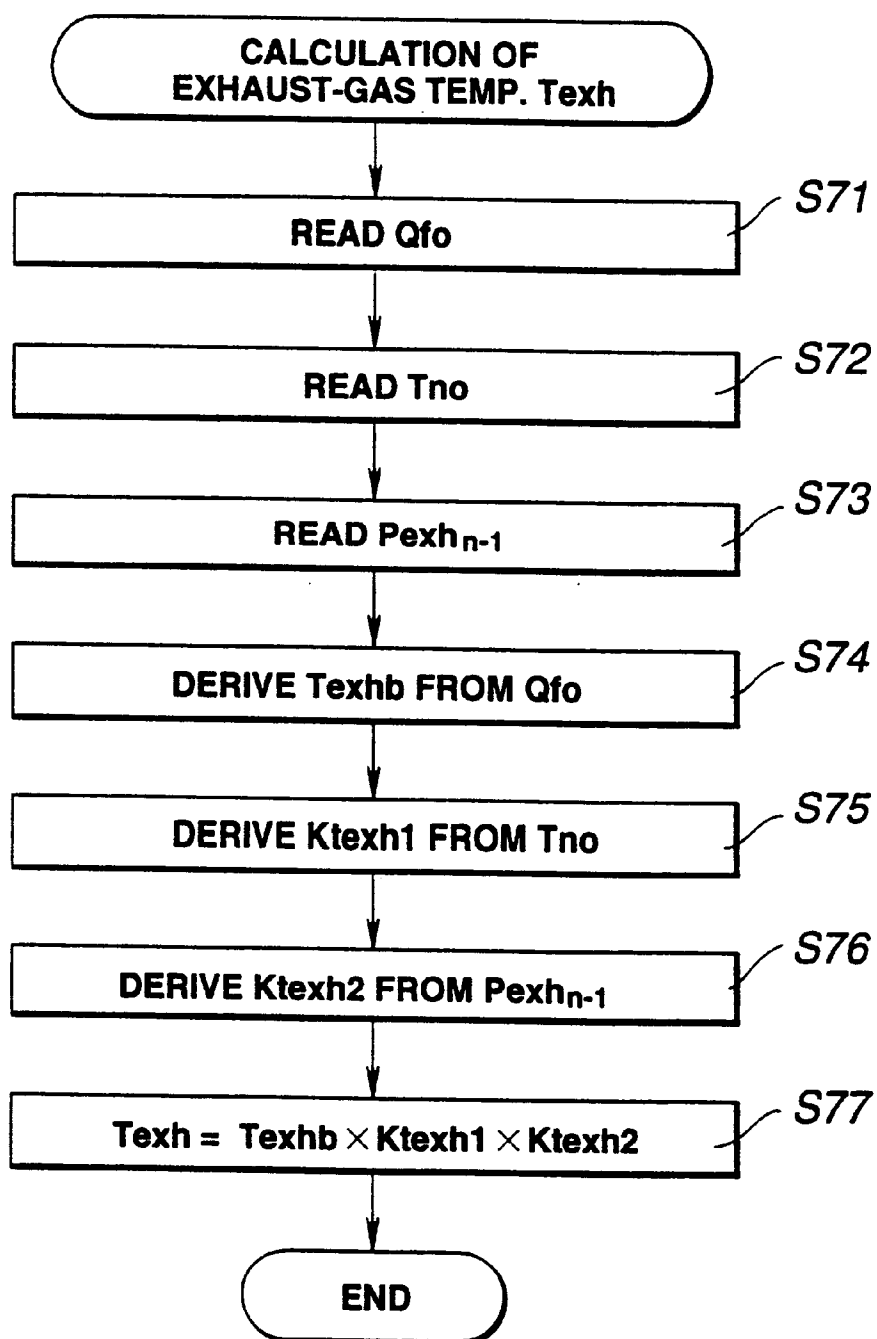 CALCULATION OF
EXHAUST-GAS TEMP. Texh
S71
READ Qfo
S72
READ Tno
S73
READ Pexhn-1
S74
DERIVE Texhb FROM Qfo
S75
DERIVE Ktexh1 FROM Tno
S76
DERIVE Ktexh2 FROM Pexhn-1
S77
Texh = Texhb × Ktexh1 × Ktexh2
END